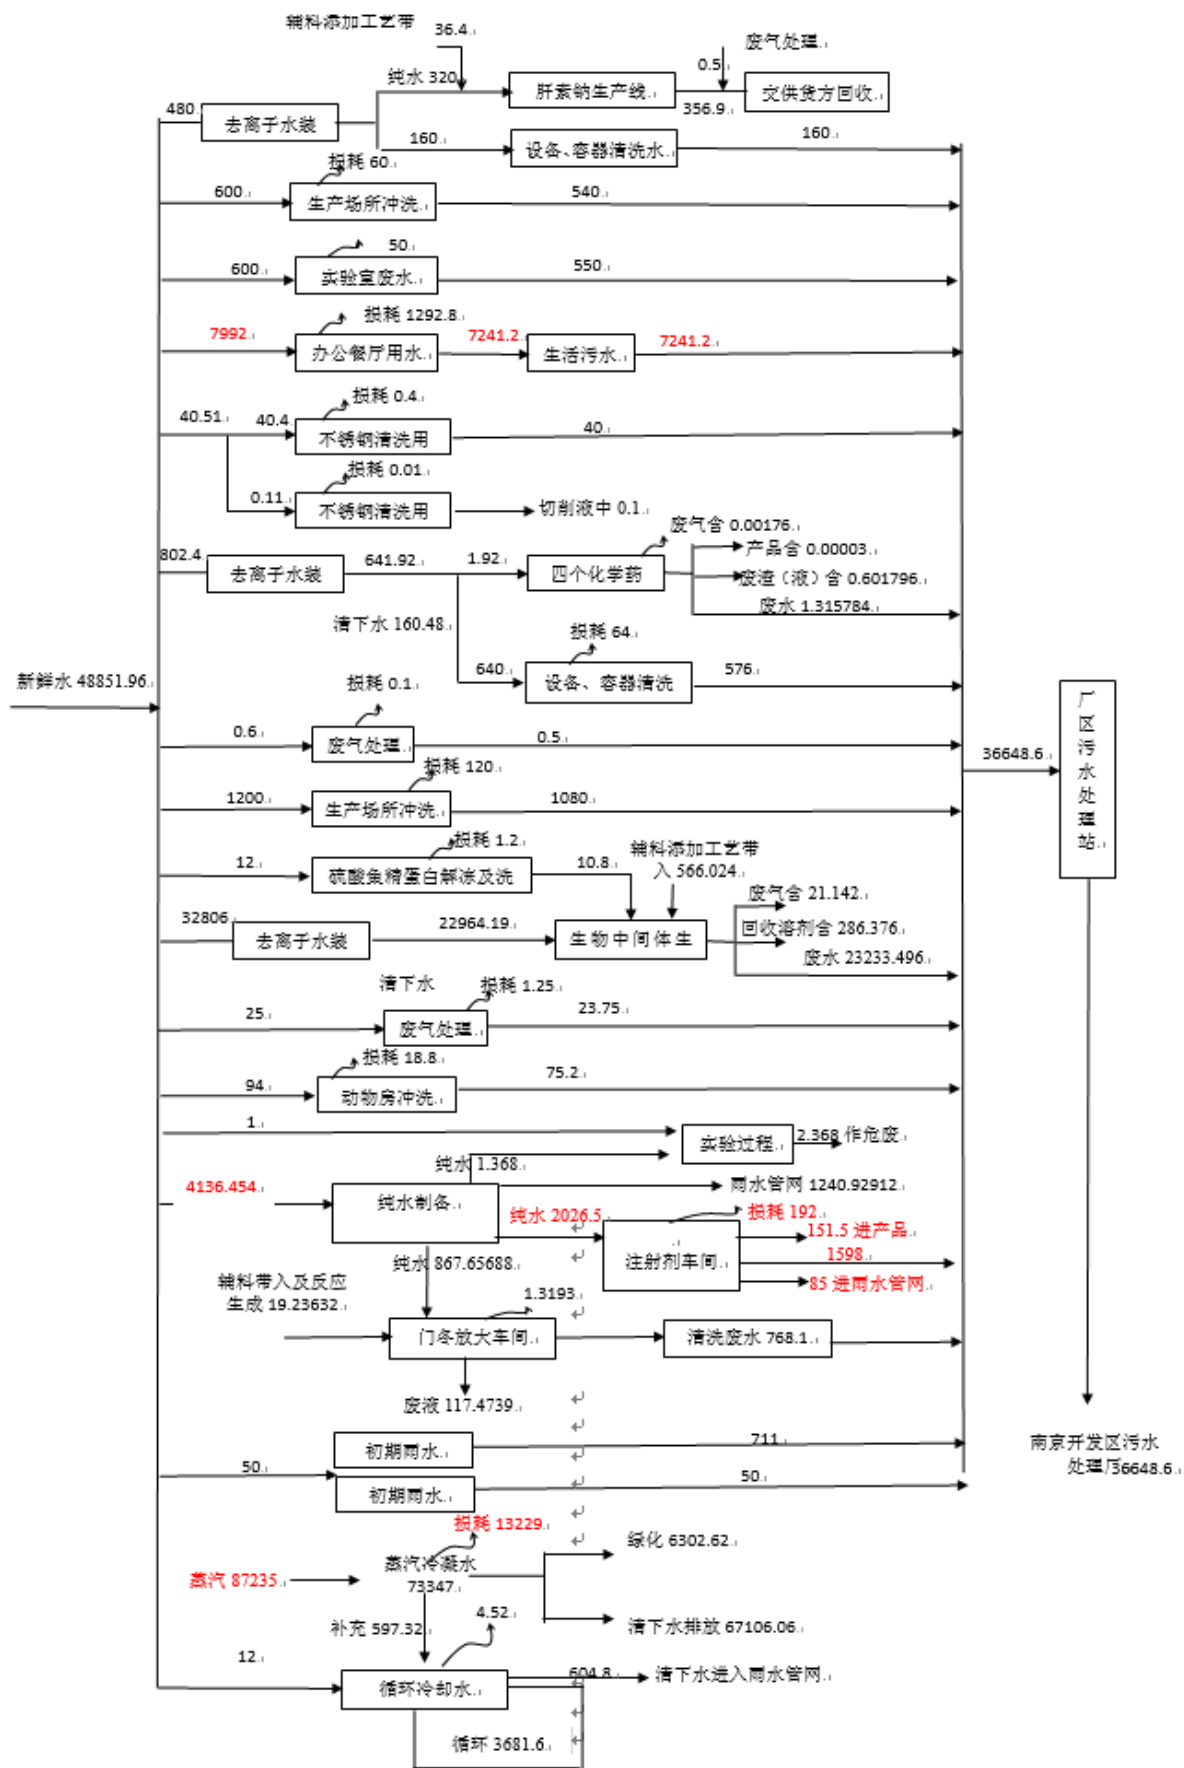 辅料添加工艺带
36.4
废气处理
纯水 320
0.5
肝素钠生产线
交供货方回收
356.9
480
去离子水装
160
设备、容器清洗水
160
损耗 60
600
生产场所冲洗
540
50
600
实验室废水
550
损耗 1292.8
7992
办公餐厅用水
7241.2
生活污水
7241.2
损耗 0.4
40.51
40.4
不锈钢清洗用
40
损耗 0.01
0.11
不锈钢清洗用
切削液中 0.1
废气含 0.00176
产品含 0.00003
802.4
去离子水装
641.92
1.92
四个化学药
废渣（液）含 0.601796
废水 1.315784
清下水 160.48
损耗 64
640
设备、容器清洗
576
新鲜水 48851.96
损耗 0.1
0.6
废气处理
0.5
36648.6
厂
区
污
水
处
理
站
损耗 120
1200
生产场所冲洗
1080
损耗 1.2
12
硫酸鱼精蛋白解冻及洗
10.8
辅料添加工艺带
入 566.024
废气含 21.142
32806
去离子水装
22964.19
生物中间体生
回收溶剂含 286.376
废水 23233.496
清下水
损耗 1.25
25
废气处理
23.75
损耗 18.8
94
动物房冲洗
75.2
1
实验过程
2.368 作危废
纯水 1.368
4136.454
纯水制备
雨水管网 1240.92912
纯水 2026.5
损耗 192
151.5 进产品
注射剂车间
1598
85 进雨水管网
纯水 867.65688
辅料带入及反应
生成 19.23632
1.3193
门冬放大车间
清洗废水 768.1
废液 117.4739
初期雨水
711
50
初期雨水
50
南京开发区污水
处理厂36648.6
损耗 13229
蒸汽 87235
蒸汽冷凝水
73347
绿化 6302.62
清下水排放 67106.06
补充 597.32
4.52
12
循环冷却水
604.8
清下水进入雨水管网
循环 3681.6